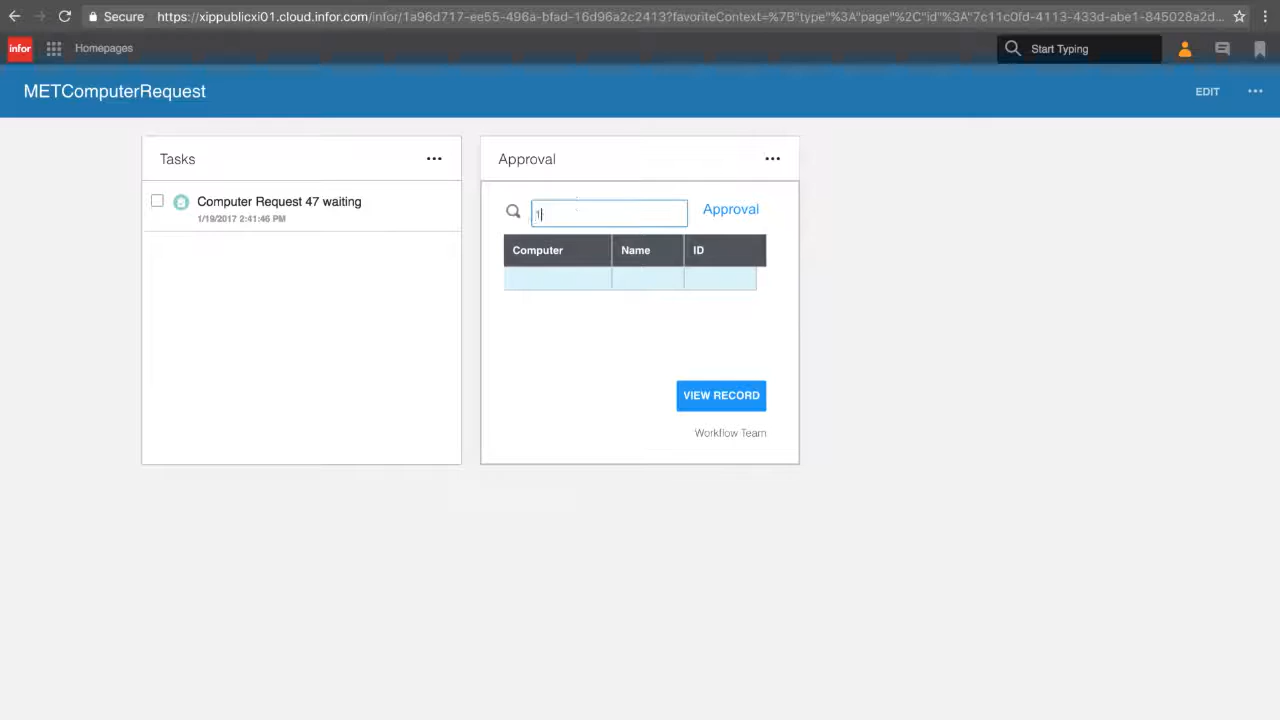 Secure https://xippublicxi01.cloud.infor.com/infor/1a96d717-ee55-496a-bfad-16d96a2c2413?favoriteContext=%7B"type"%3A"page"%2C"id"%3A"7c11c0fd-4113-433d-abe1-845028a2d...
infor Homepages Start Typing
METComputerRequest EDIT
Tasks
Computer Request 47 waiting
1/19/2017 2:41:46 PM
Approval
1 Approval
Computer Name ID
VIEW RECORD
Workflow Team